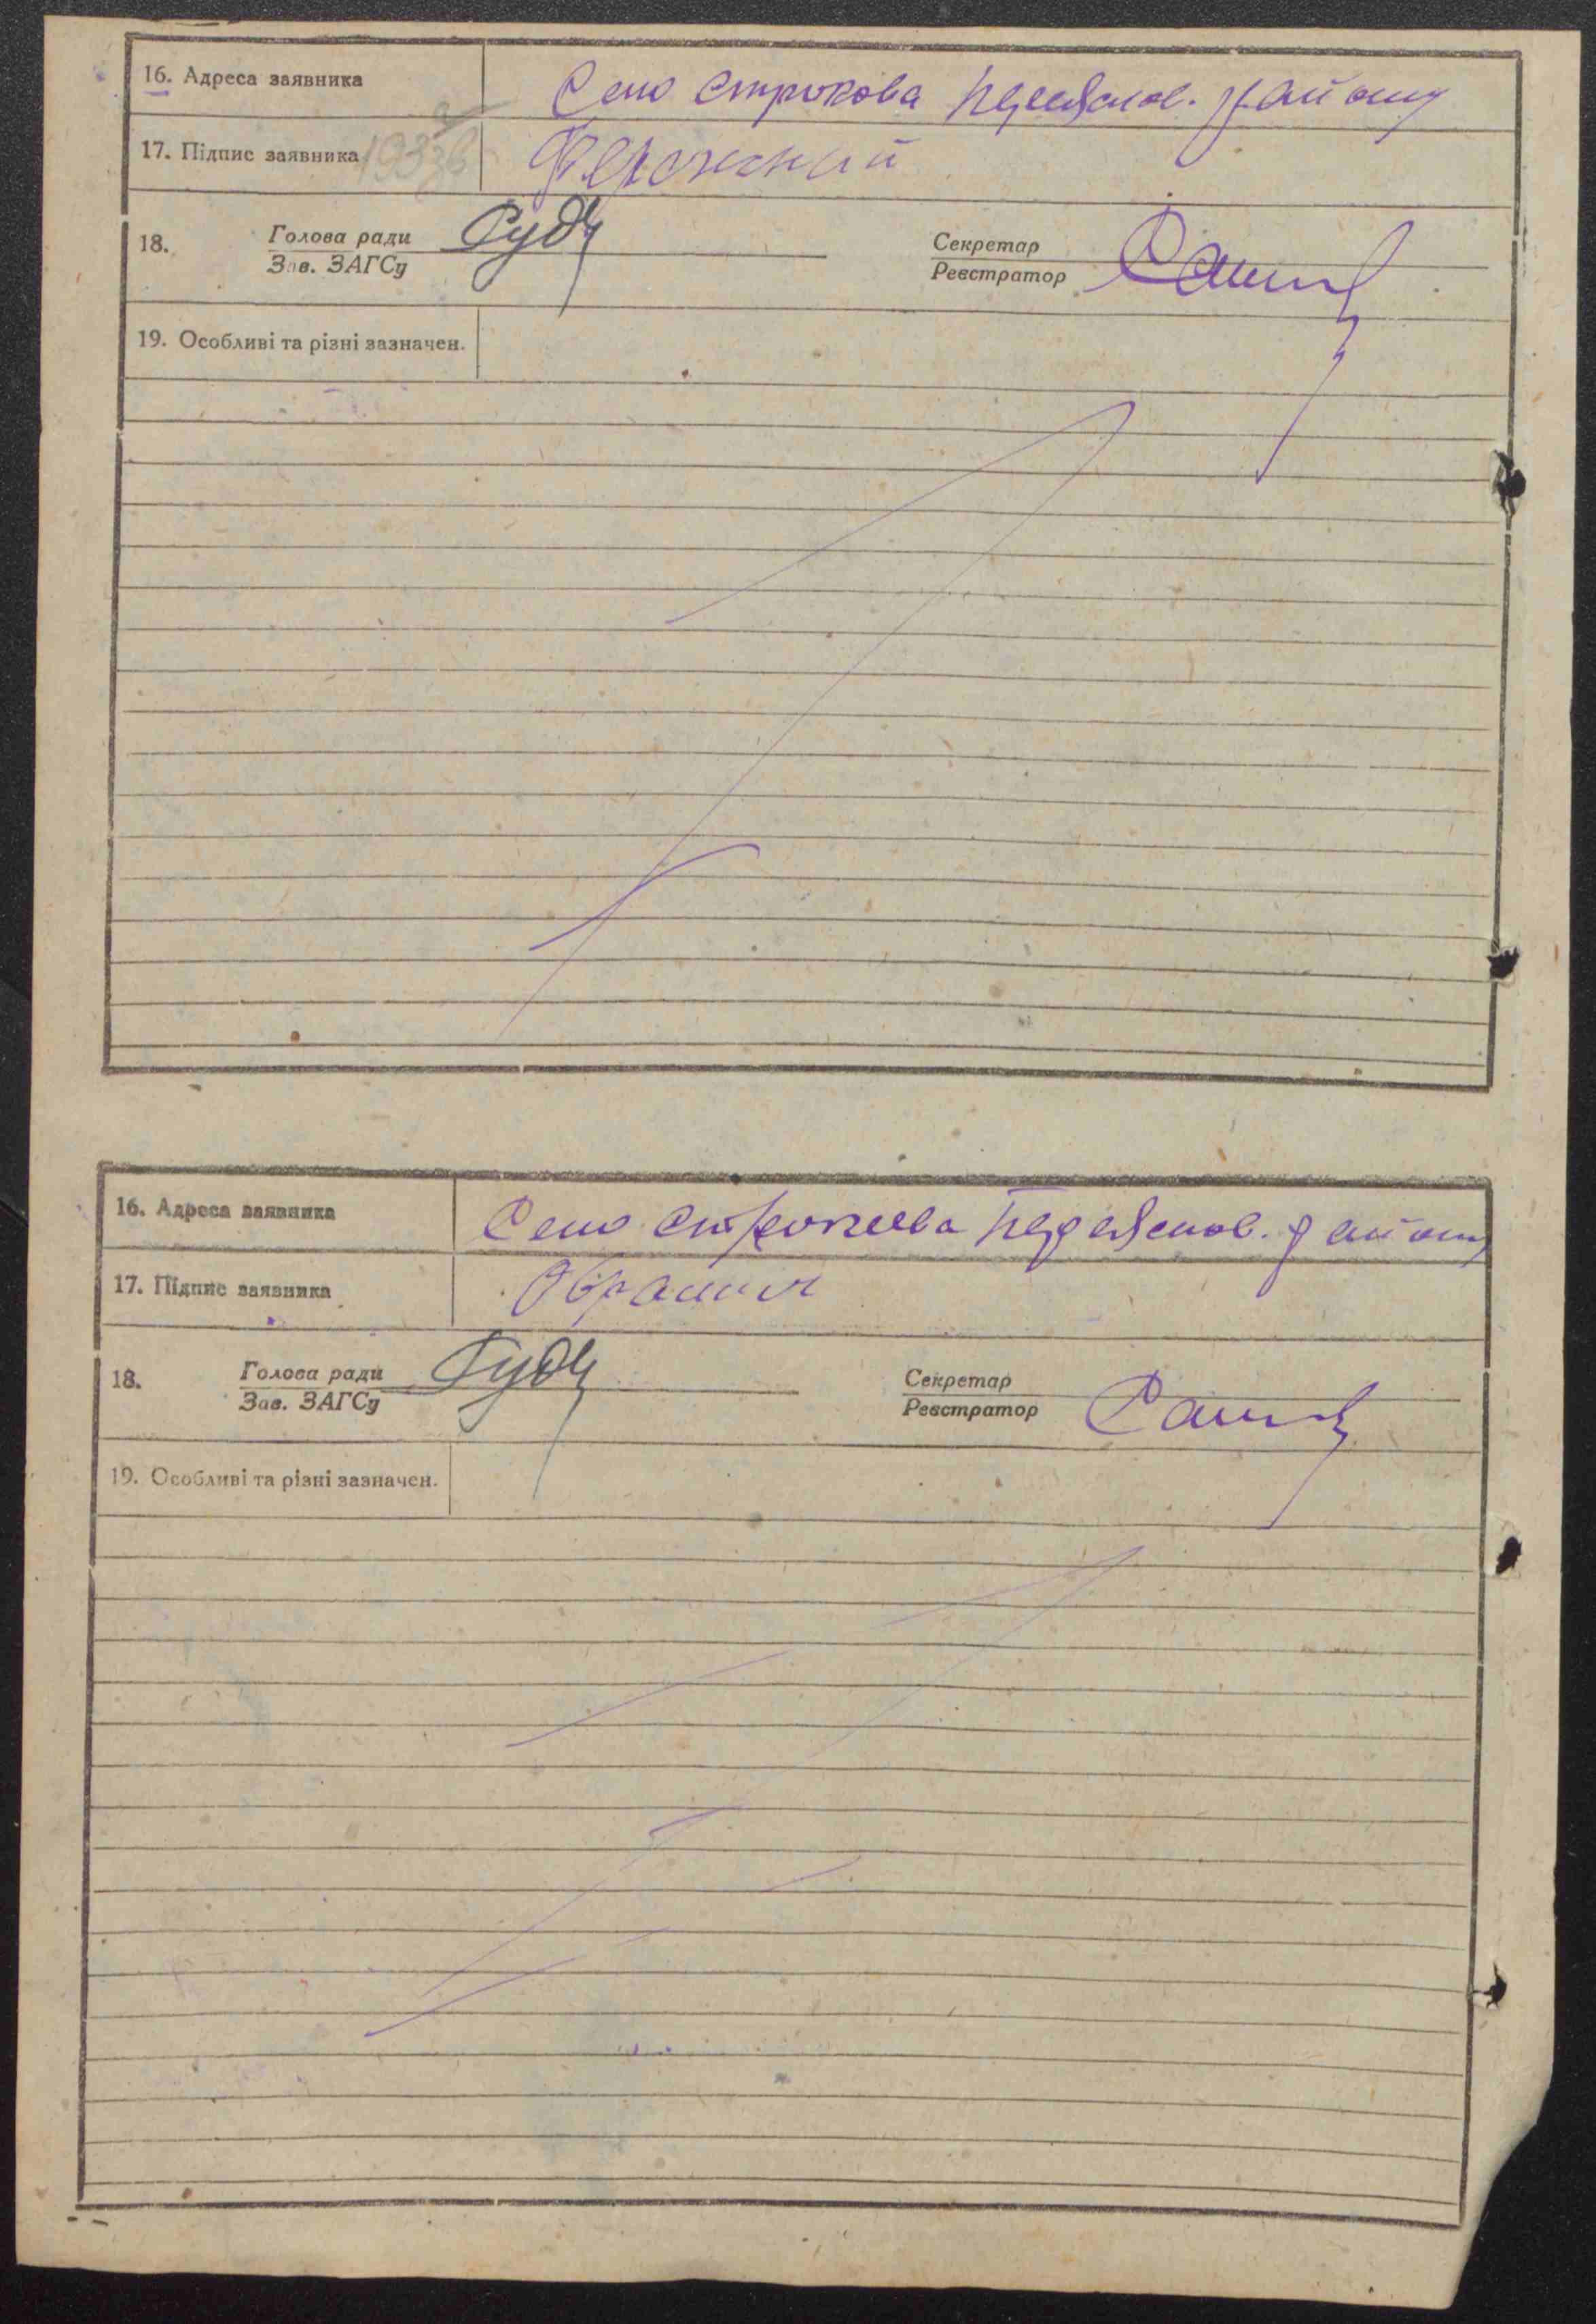 16. Адреса заявника Село Строкова Переяслов. району
17. Підпис заявника
18. Голова ради Секретар
Зав. ЗАГСу Реєстратор
19. Особливі та різні зазначен.
16. Адреса заявника Село Строкова Переяслов. району
17. Підпис заявника
18. Голова ради Секретар
Зав. ЗАГСу Реєстратор
19. Особливі та різні зазначен.